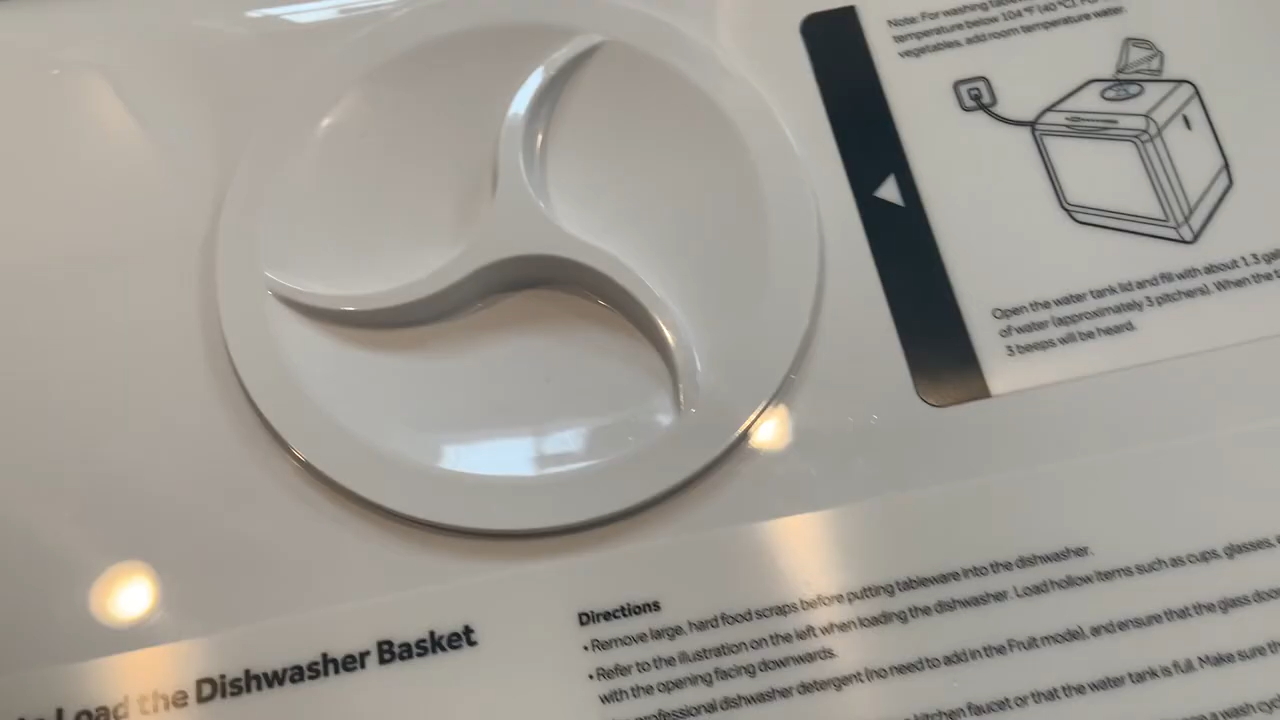 Note: For washing
temperature below 104 °F (40 °C). For
vegetables, add room temperature water.
Open the water tank lid and fill with about 1.3
of water (approximately 3 pitchers). When the
3 beeps will be heard.
Load the Dishwasher Basket
Directions
• Remove large, hard food scraps before putting tableware into the dishwasher.
• Refer to the illustration on the left when loading the dishwasher. Load hollow items such as cups, glasses,
with the opening facing downwards.
professional dishwasher detergent (no need to add in the Fruit mode), and ensure that the glass
kitchen faucet or that the water tank is full. Make sure
a wash